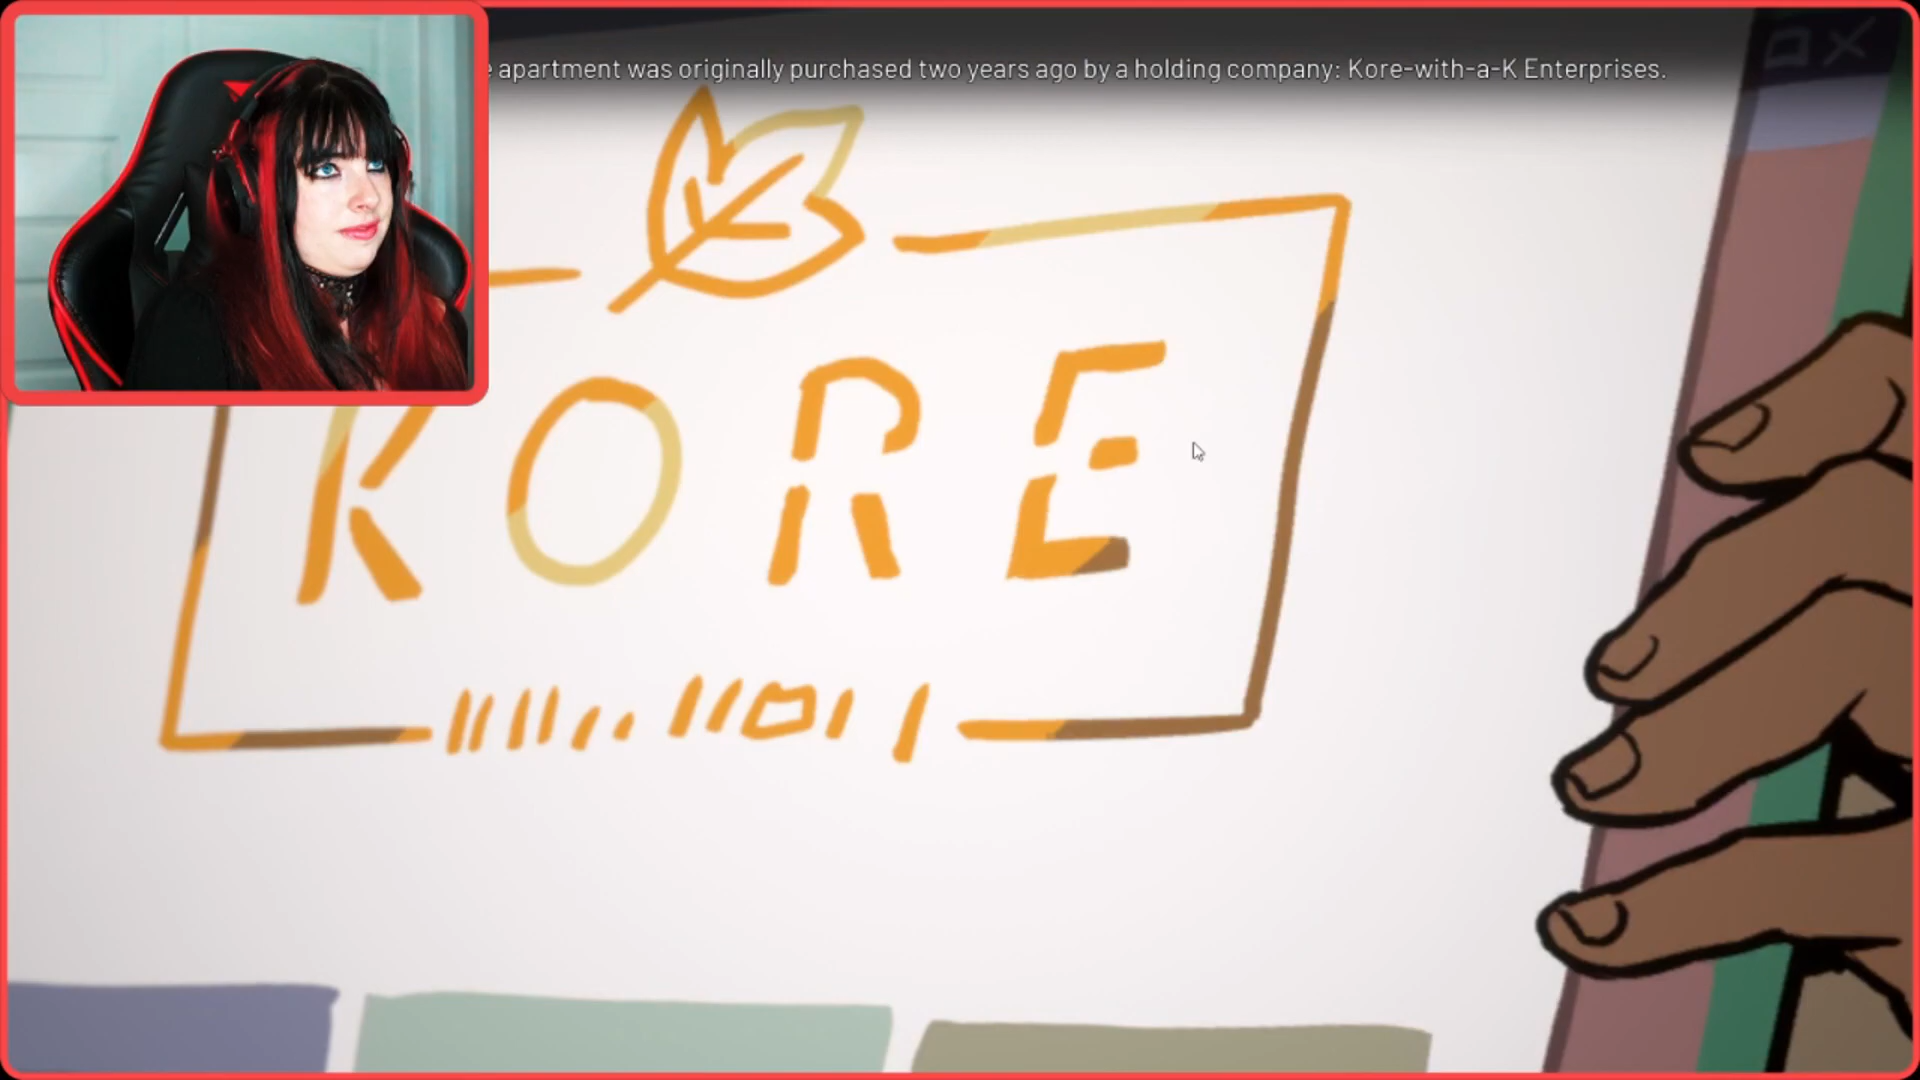 apartment was originally purchased two years ago by a holding company: Kore-with-a-K Enterprises.
KORE